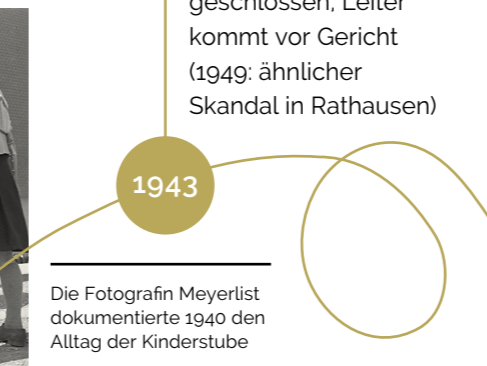 geschlossen, Leiter
kommt vor Gericht
(1949: ähnlicher
Skandal in Rathausen)
1943
Die Fotografin Meyerlist
dokumentierte 1940 den
Alltag der Kinderstube